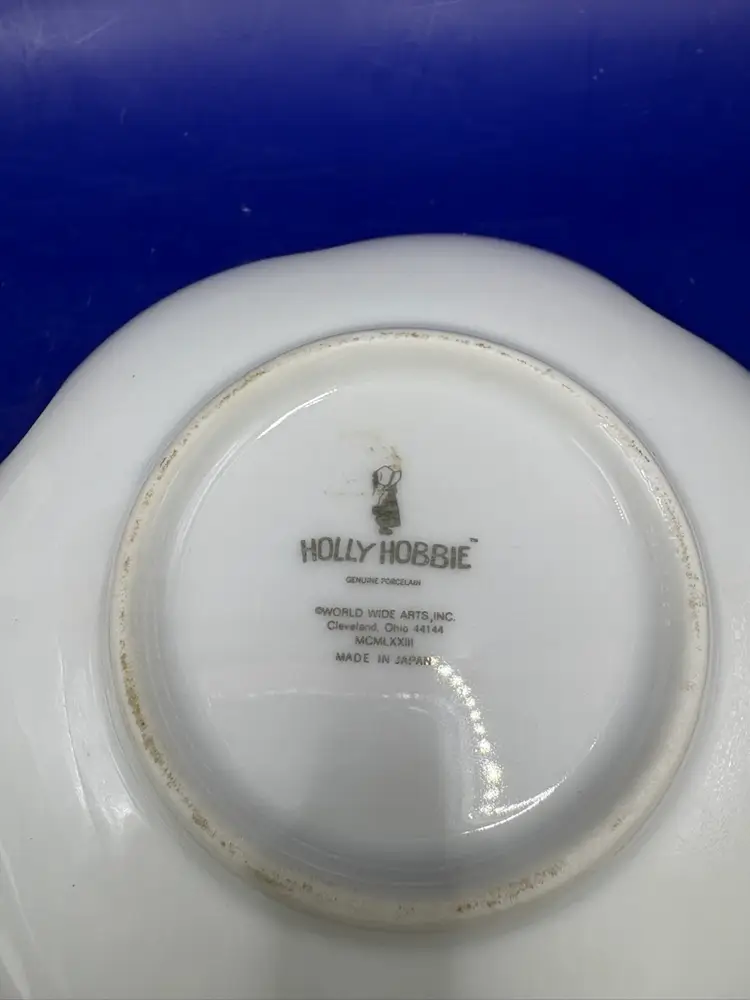 HOLLY HOBBIE™
GENUINE PORCELAIN
©WORLD WIDE ARTS, INC.
Cleveland, Ohio 44144
MCMLXXIII
MADE IN JAPAN